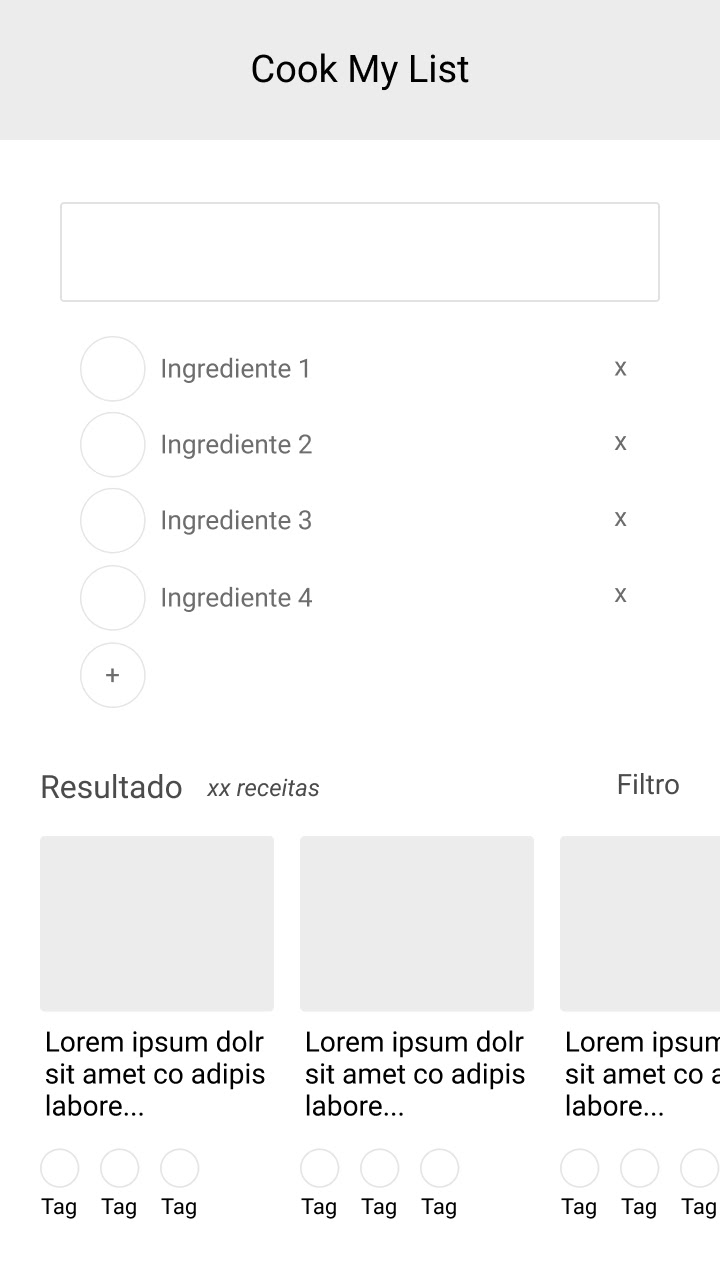 Cook My List
Ingrediente 1 x
Ingrediente 2 x
Ingrediente 3 x
Ingrediente 4 x
+
Resultado xx receitas Filtro
Lorem ipsum dolr
sit amet co adipis
labore...
Tag Tag Tag
Lorem ipsum dolr
sit amet co adipis
labore...
Tag Tag Tag
Lorem ipsum
sit amet co a
labore...
Tag Tag Tag